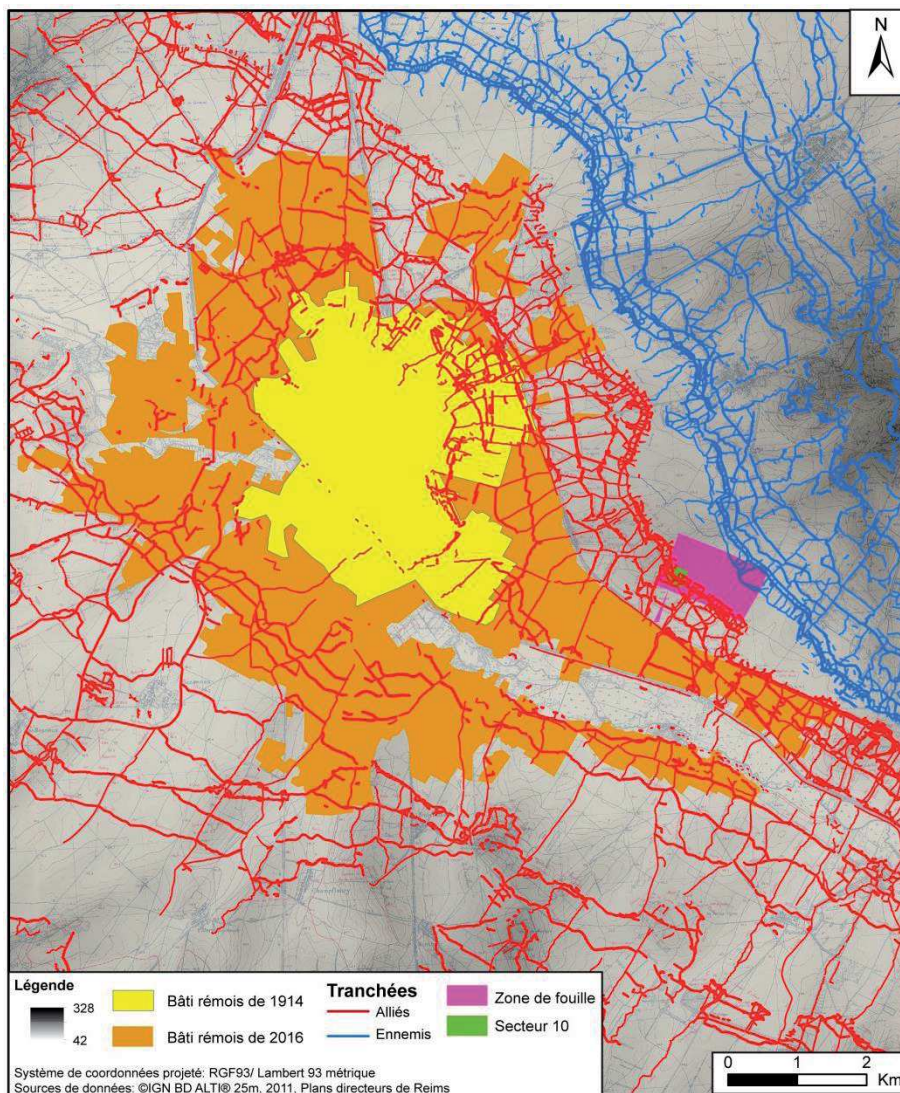 N
Légende
328
42
Bâti rémois de 1914
Bâti rémois de 2016
Tranchées
Alliés
Ennemis
Zone de fouille
Secteur 10
0 1 2
Km
Système de coordonnées projeté: RGF93/ Lambert 93 métrique
Sources de données: ©IGN BD ALTI® 25m, 2011, Plans directeurs de Reims